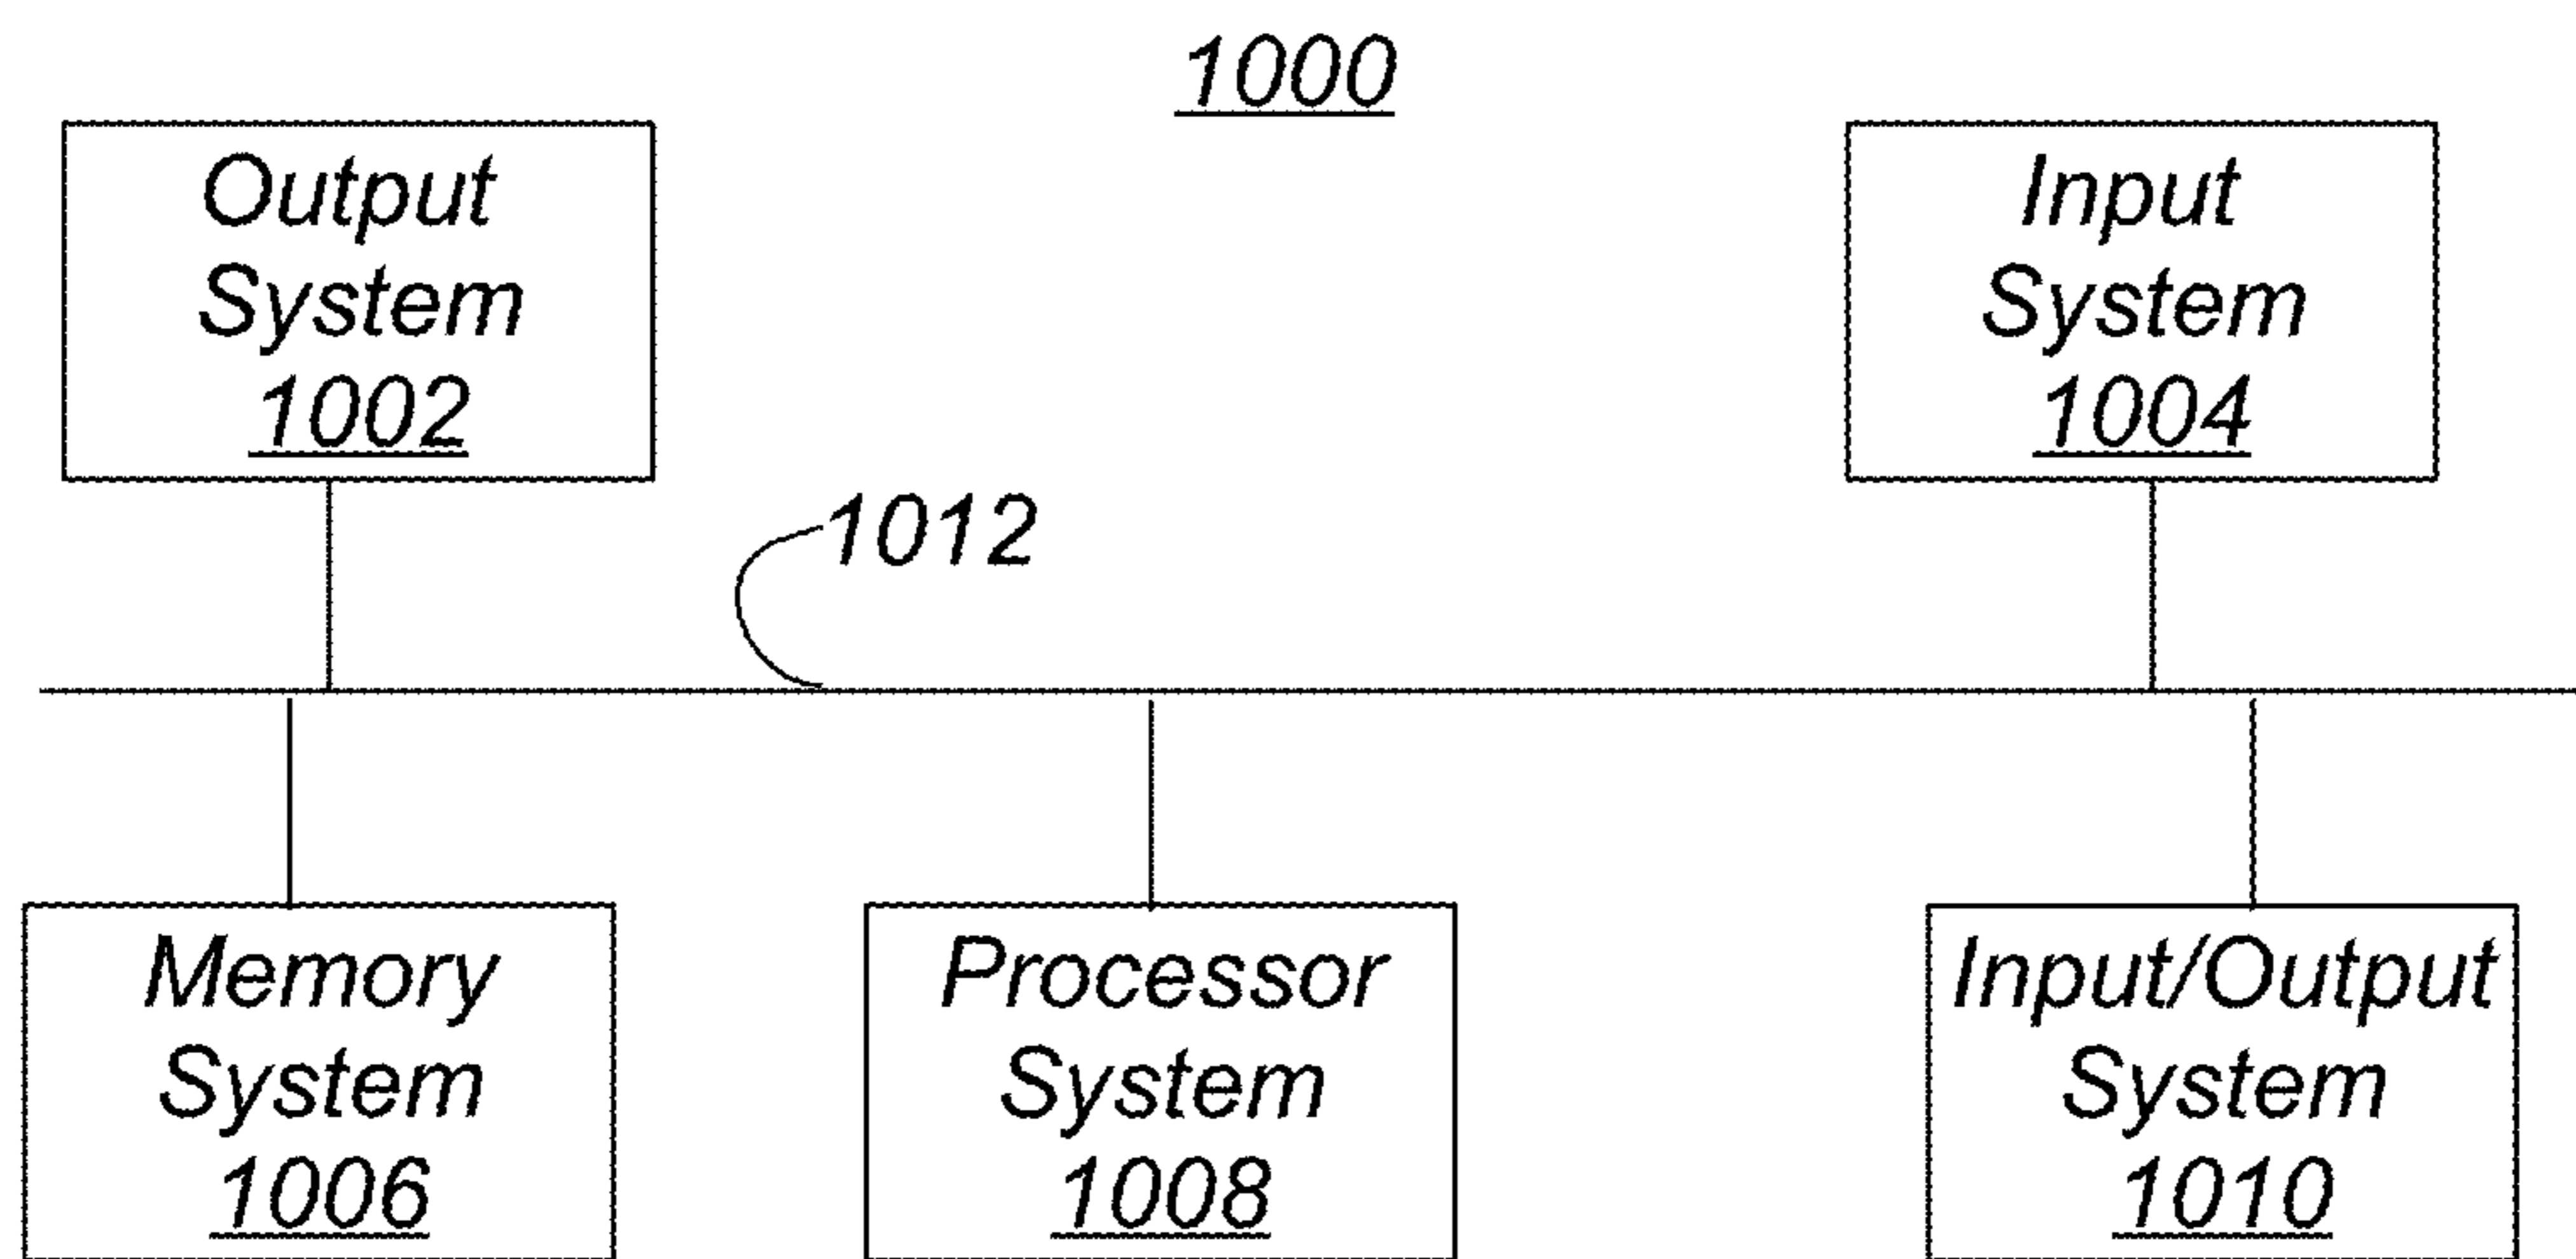 1000
Output
System
1002
Input
System
1004
1012
Memory
System
1006
Processor
System
1008
Input/Output
System
1010